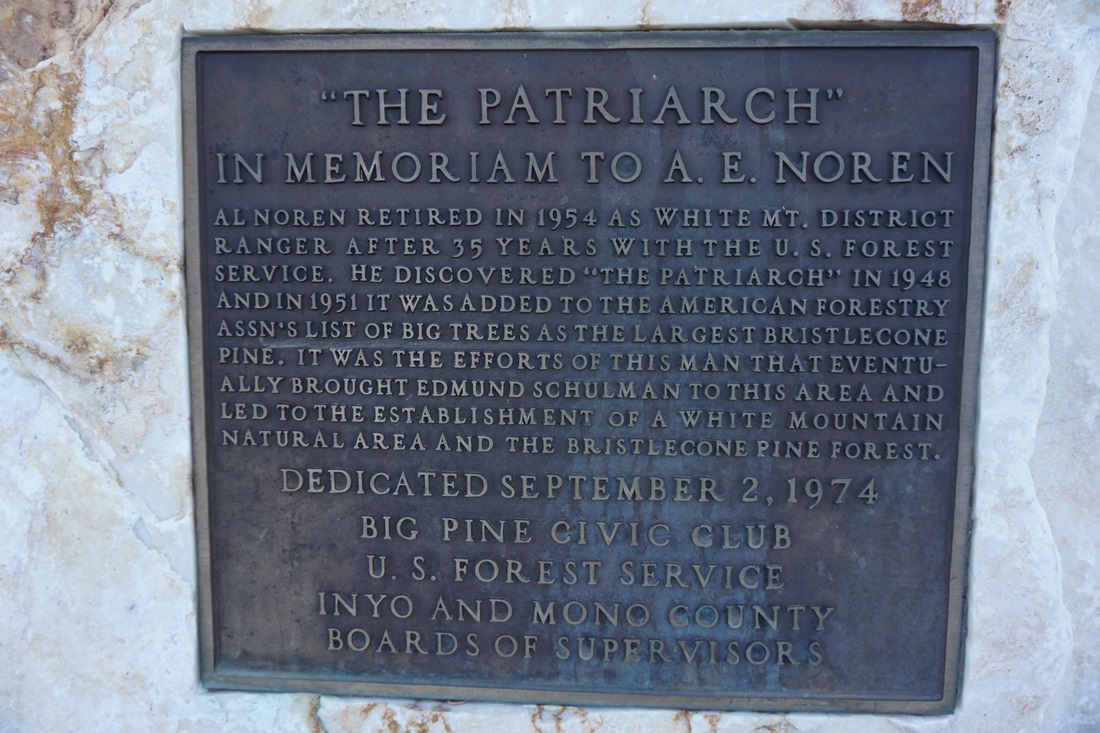 "THE PATRIARCH"
IN MEMORIAM TO A. E. NOREN
AL NOREN RETIRED IN 1954 AS WHITE MT. DISTRICT
RANGER AFTER 35 YEARS WITH THE U. S. FOREST
SERVICE. HE DISCOVERED "THE PATRIARCH" IN 1948
AND IN 1951 IT WAS ADDED TO THE AMERICAN FORESTRY
ASSN'S LIST OF BIG TREES AS THE LARGEST BRISTLECONE
PINE. IT WAS THE EFFORTS OF THIS MAN THAT EVENTU-
ALLY BROUGHT EDMUND SCHULMAN TO THIS AREA AND
LED TO THE ESTABLISHMENT OF A WHITE MOUNTAIN
NATURAL AREA AND THE BRISTLECONE PINE FOREST.
DEDICATED SEPTEMBER 2, 1974
BIG PINE CIVIC CLUB
U. S. FOREST SERVICE
INYO AND MONO COUNTY
BOARDS OF SUPERVISORS